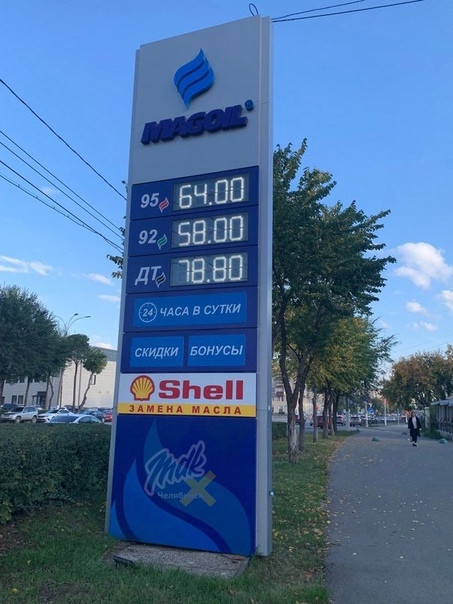 MAGOIL®
95 64.00
92 58.00
ДТ 78.80
24 ЧАСА В СУТКИ
СКИДКИ БОНУСЫ
Shell
ЗАМЕНА МАСЛА
mdk
Челябинск